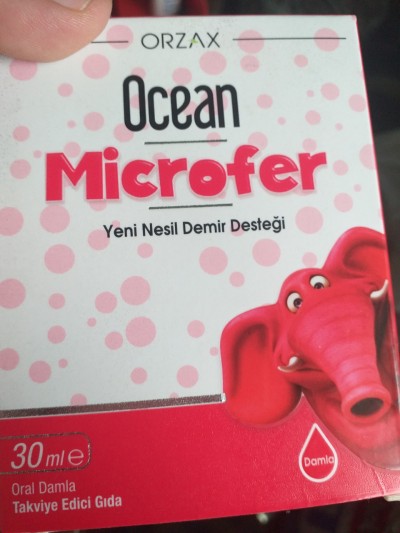 ORZAX
Ocean
Microfer
Yeni Nesil Demir Desteği
Damla
30 ml ℮
Oral Damla
Takviye Edici Gıda